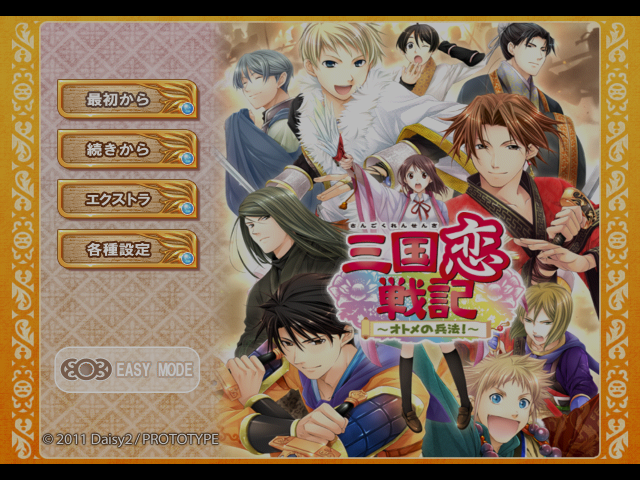 最初から
続きから
エクストラ
各種設定
EASY MODE
さんごくれんせんき
三国恋
戦記
～オトメの兵法！～
© 2011 Daisy2 / PROTOTYPE